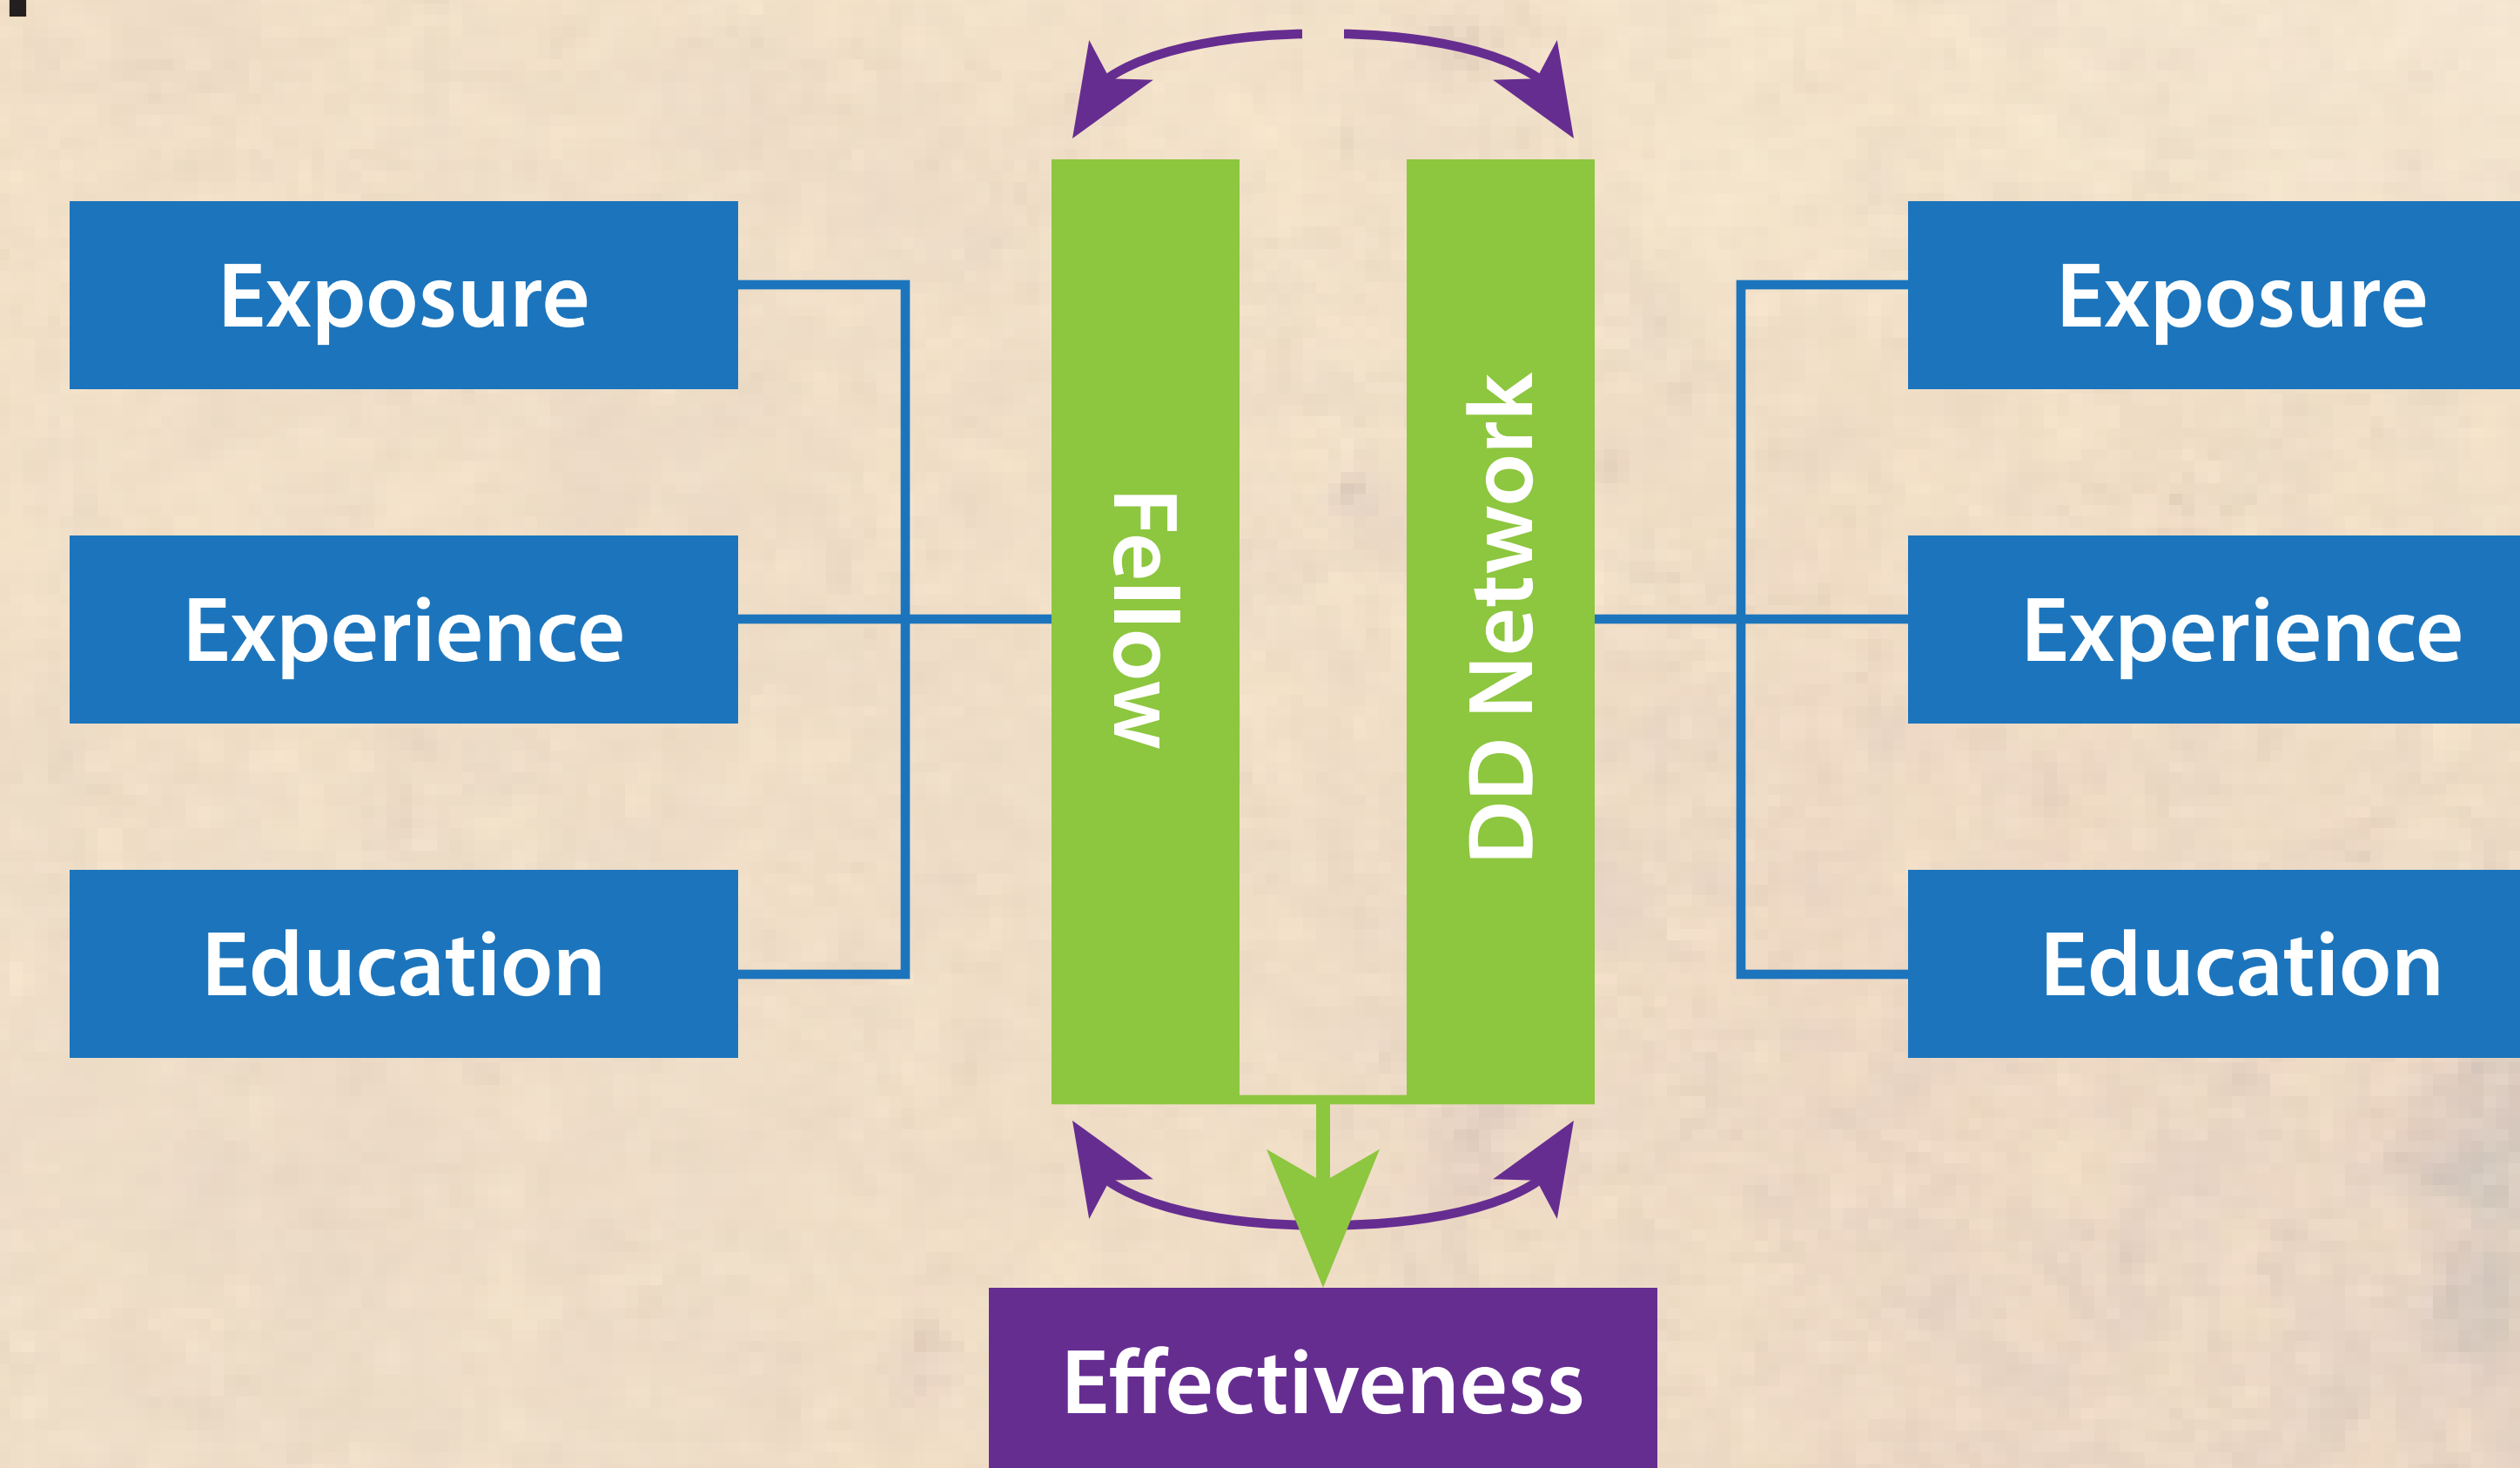 Exposure
Experience
Education
Fellow
DD Network
Exposure
Experience
Education
Effectiveness